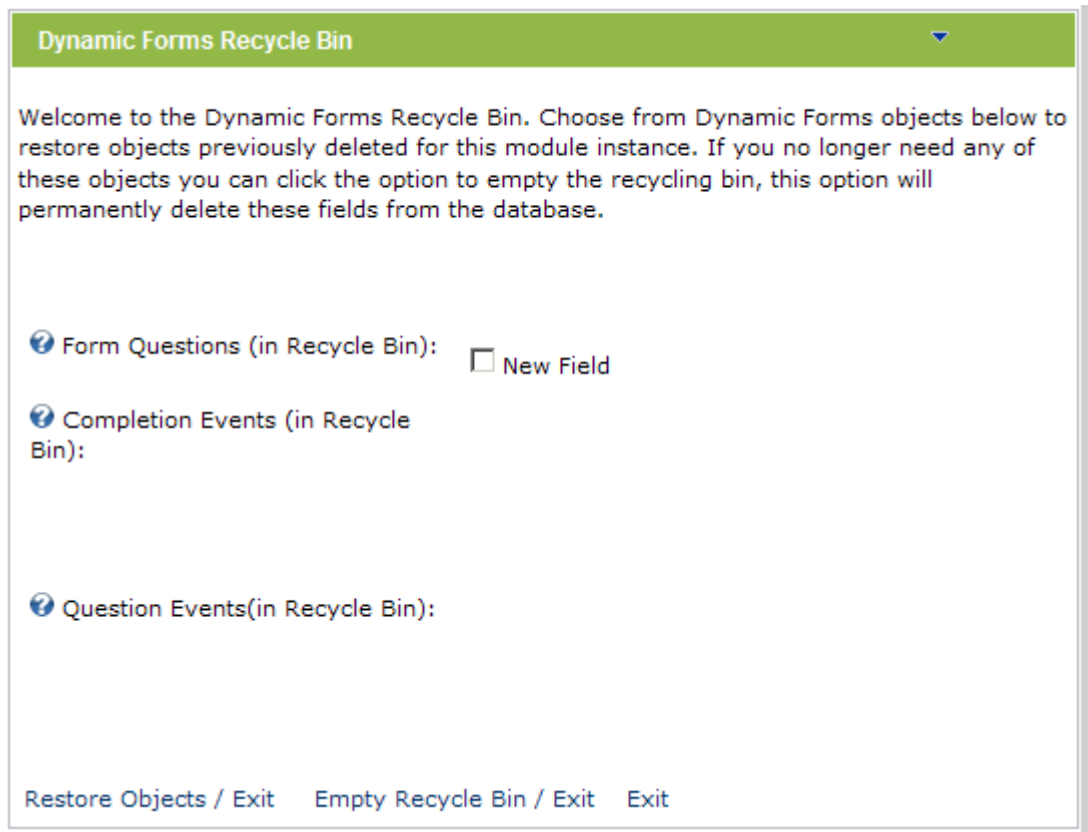 Dynamic Forms Recycle Bin
Welcome to the Dynamic Forms Recycle Bin. Choose from Dynamic Forms objects below to
restore objects previously deleted for this module instance. If you no longer need any of
these objects you can click the option to empty the recycling bin, this option will
permanently delete these fields from the database.
Form Questions (in Recycle Bin):
New Field
Completion Events (in Recycle
Bin):
Question Events(in Recycle Bin):
Restore Objects / Exit Empty Recycle Bin / Exit Exit